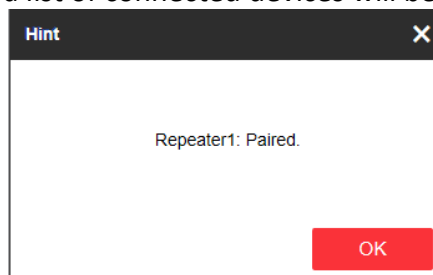 a list of connected devices will be
Hint
Repeater1: Paired.
OK